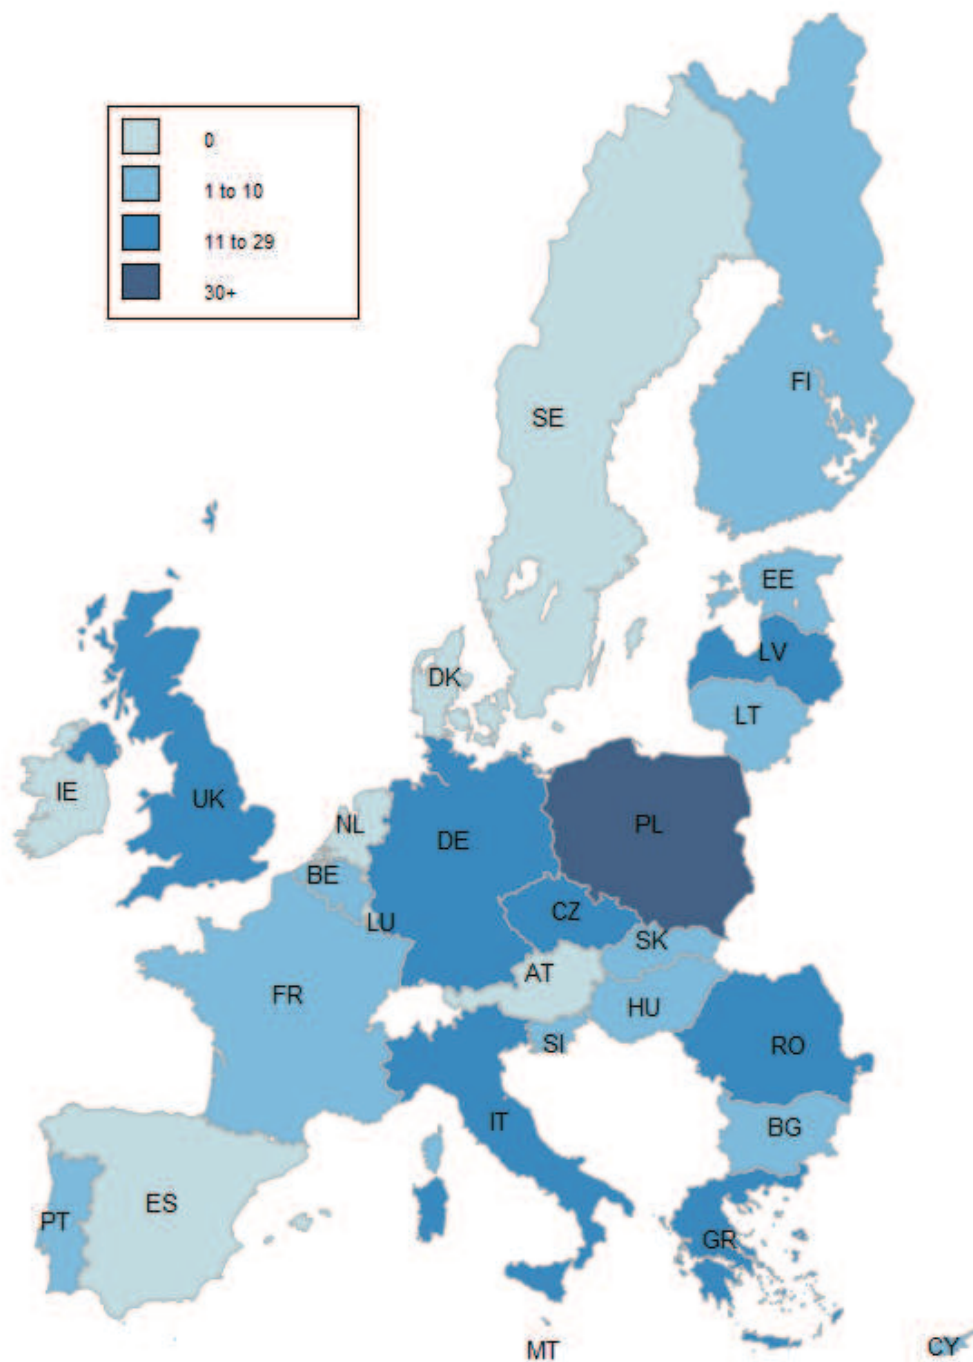 0
1 to 10
11 to 29
30+
FI
SE
EE
LV
DK
LT
IE
UK
NL
DE
PL
BE
LU
CZ
SK
AT
FR
HU
SI
RO
IT
BG
ES
PT
GR
MT
CY